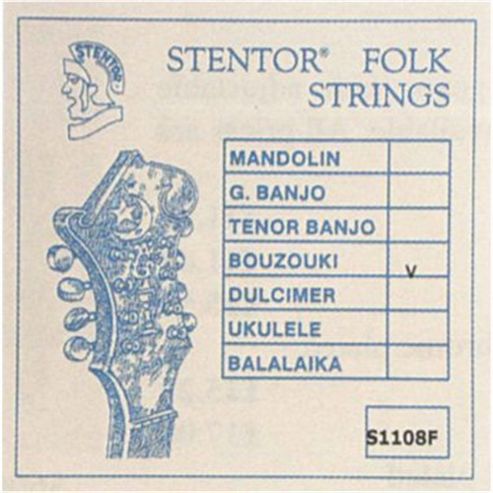 STENTOR
STENTOR® FOLK
STRINGS
MANDOLIN
G. BANJO
TENOR BANJO
BOUZOUKI v
DULCIMER
UKULELE
BALALAIKA
S1108F